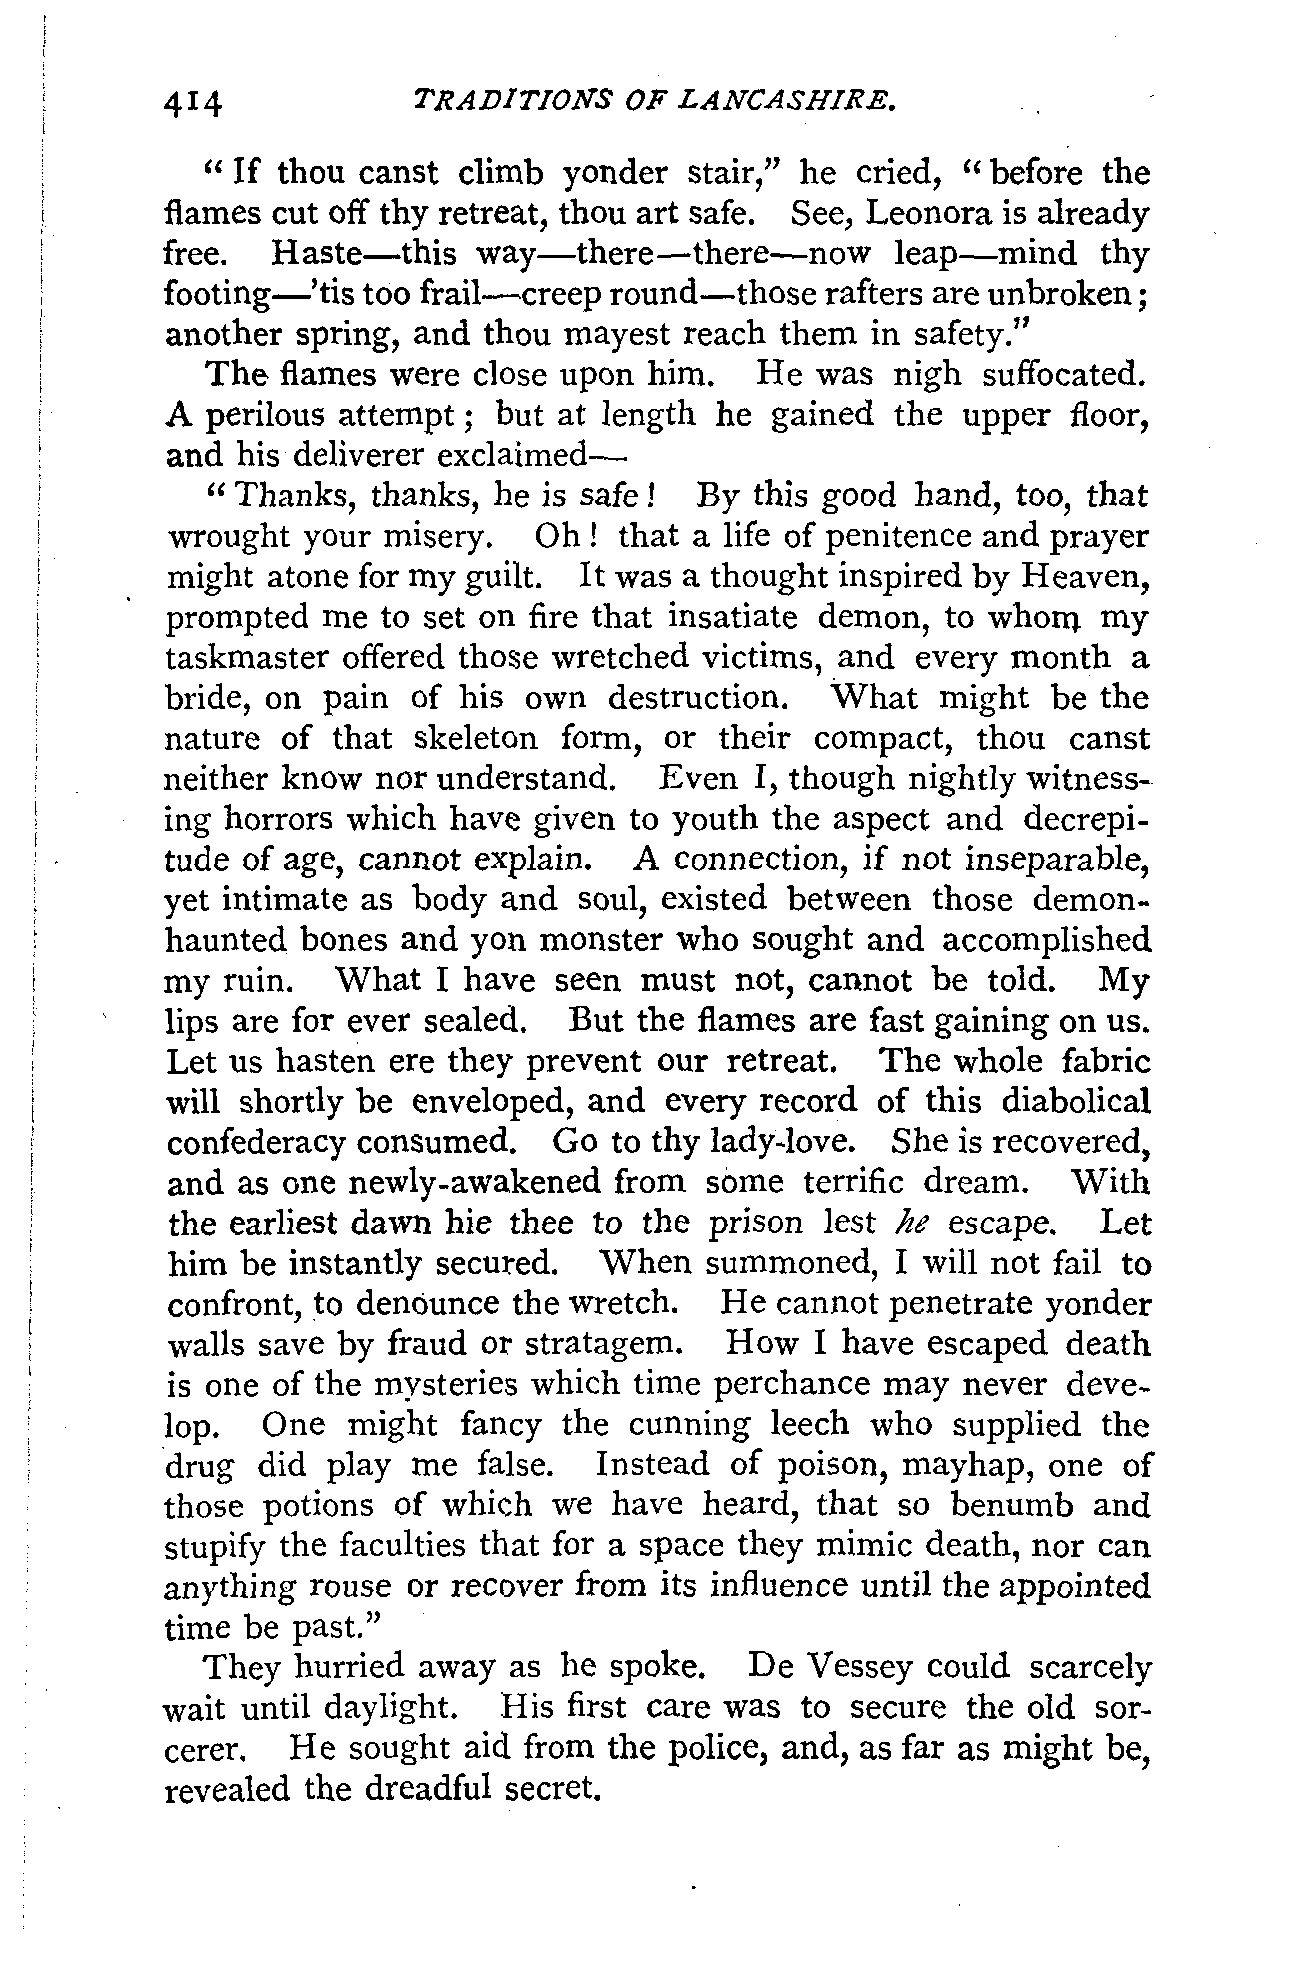 414 TRADITIONS OF LANCASHIRE.
“ If thou canst climb yonder stair,” he cried, “ before the
flames cut off thy retreat, thou art safe. See, Leonora is already
free. Haste—this way—there—there—now leap—mind thy
footing—’tis too frail—creep round—those rafters are unbroken ;
another spring, and thou mayest reach them in safety.”
The flames were close upon him. He was nigh suffocated.
A perilous attempt ; but at length he gained the upper floor,
and his deliverer exclaimed—
“ Thanks, thanks, he is safe ! By this good hand, too, that
wrought your misery. Oh ! that a life of penitence and prayer
might atone for my guilt. It was a thought inspired by Heaven,
prompted me to set on fire that insatiate demon, to whom my
taskmaster offered those wretched victims, and every month a
bride, on pain of his own destruction. What might be the
nature of that skeleton form, or their compact, thou canst
neither know nor understand. Even I, though nightly witness-
ing horrors which have given to youth the aspect and decrepi-
tude of age, cannot explain. A connection, if not inseparable,
yet intimate as body and soul, existed between those demon-
haunted bones and yon monster who sought and accomplished
my ruin. What I have seen must not, cannot be told. My
lips are for ever sealed. But the flames are fast gaining on us.
Let us hasten ere they prevent our retreat. The whole fabric
will shortly be enveloped, and every record of this diabolical
confederacy consumed. Go to thy lady-love. She is recovered,
and as one newly-awakened from some terrific dream. With
the earliest dawn hie thee to the prison lest he escape. Let
him be instantly secured. When summoned, I will not fail to
confront, to denounce the wretch. He cannot penetrate yonder
walls save by fraud or stratagem. How I have escaped death
is one of the mysteries which time perchance may never deve-
lop. One might fancy the cunning leech who supplied the
drug did play me false. Instead of poison, mayhap, one of
those potions of which we have heard, that so benumb and
stupify the faculties that for a space they mimic death, nor can
anything rouse or recover from its influence until the appointed
time be past.”
They hurried away as he spoke. De Vessey could scarcely
wait until daylight. His first care was to secure the old sor-
cerer. He sought aid from the police, and, as far as might be,
revealed the dreadful secret.